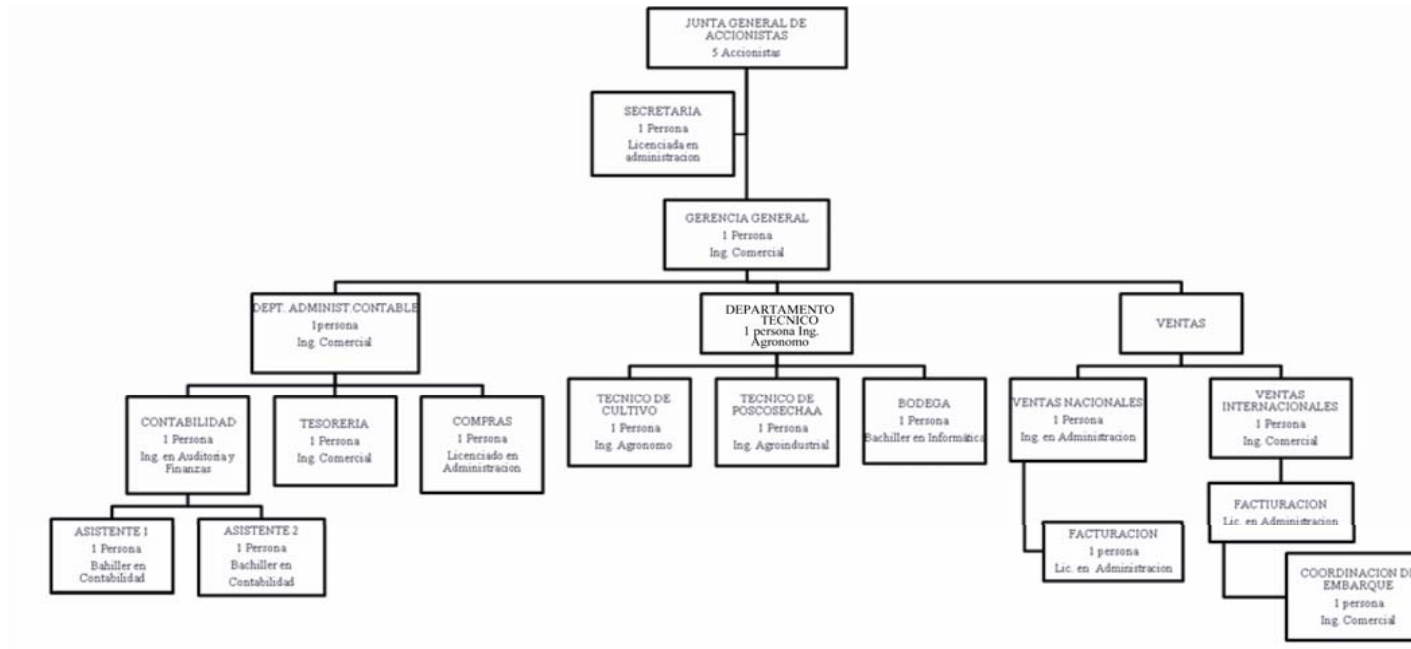 JUNTA GENERAL DE
ACCIONISTAS
5 Accionistas
SECRETARIA
1 Persona
Licenciada en
administracion
GERENCIA GENERAL
1 Persona
Ing. Comercial
DEPT. ADMINIST.CONTABLE
1persona
Ing. Comercial
DEPARTAMENTO
TECNICO
1 persona Ing.
Agronomo
VENTAS
CONTABILIDAD
1 Persona
Ing. en Auditoria y
Finanzas
TESORERIA
1 Persona
Ing. Comercial
COMPRAS
1 Persona
Licenciado en
Administracion
TECNICO DE
CULTIVO
1 Persona
Ing. Agronomo
TECNICO DE
POSCOSECHAA
1 Persona
Ing. Agroindustrial
BODEGA
1 Persona
Bachiller en Informática
VENTAS NACIONALES
1 Persona
Ing. en Administracion
VENTAS
INTERNACIONALES
1 Persona
Ing. Comercial
ASISTENTE 1
1 Persona
Bahiller en
Contabilidad
ASISTENTE 2
1 Persona
Bachiller en
Contabilidad
FACTURACION
1 persona
Lic. en Administracion
FACTIURACION
Lic. en Administracion
COORDINACION DE
EMBARQUE
1 persona
Ing. Comercial